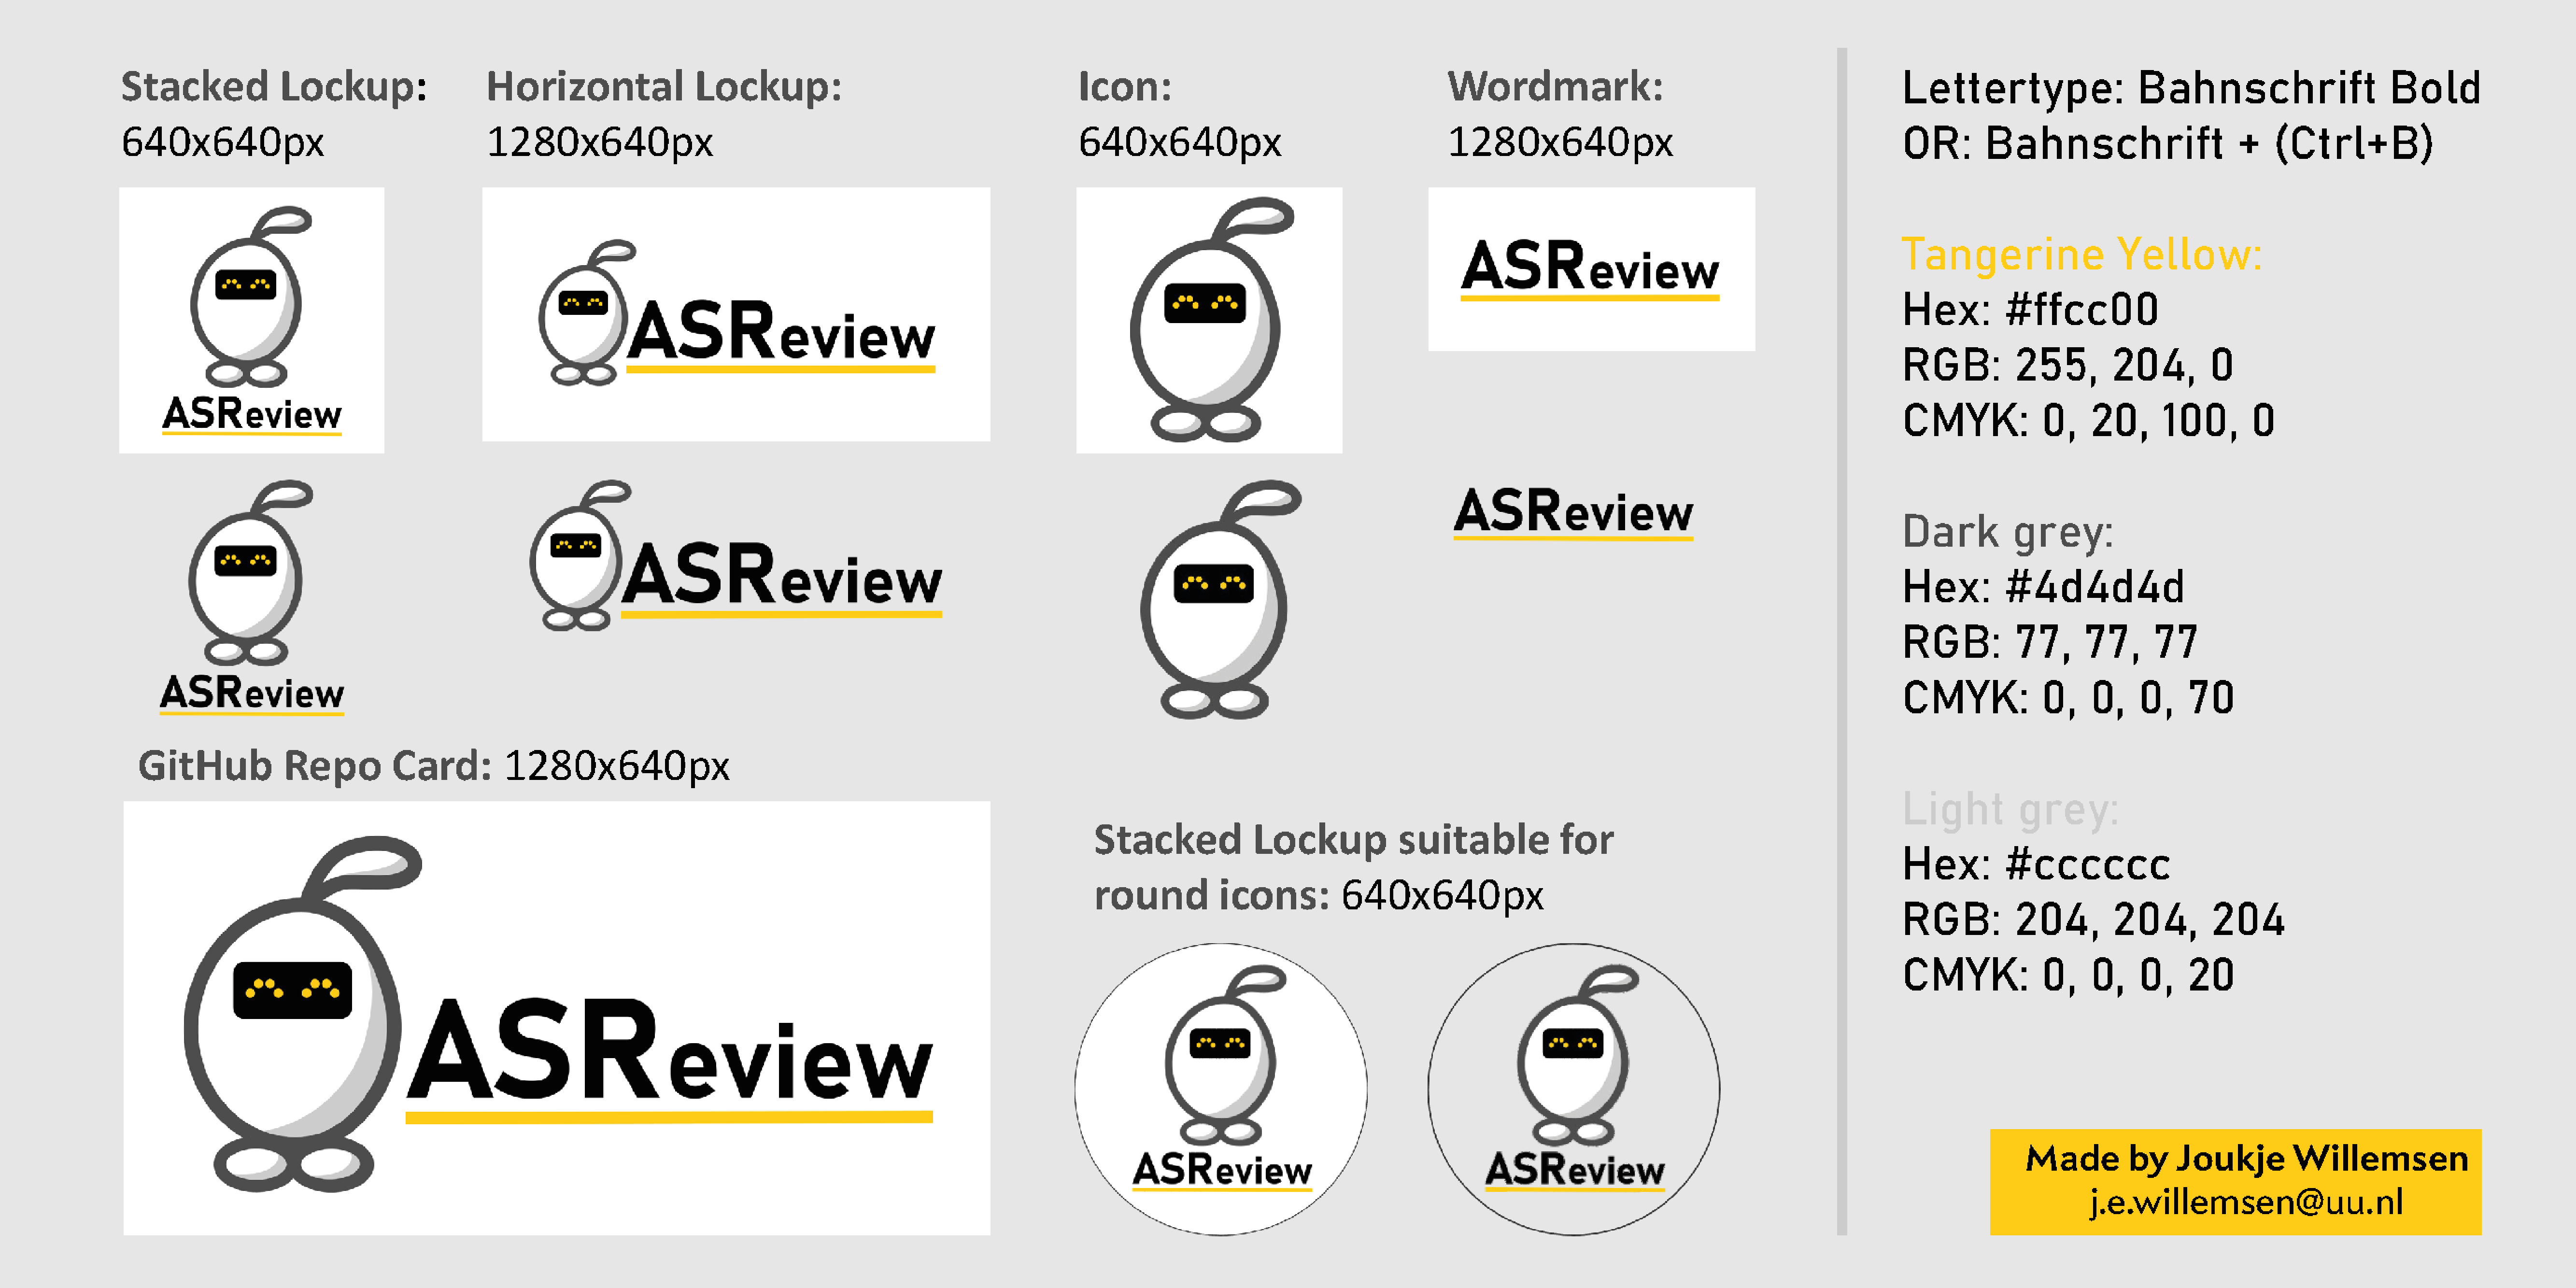 Stacked Lockup:
640x640px
ASReview
ASReview
Horizontal Lockup:
1280x640px
ASReview
ASReview
Icon:
640x640px
Wordmark:
1280x640px
ASReview
ASReview
GitHub Repo Card: 1280x640px
ASReview
Stacked Lockup suitable for
round icons: 640x640px
ASReview
ASReview
Lettertype: Bahnschrift Bold
OR: Bahnschrift + (Ctrl+B)
Tangerine Yellow:
Hex: #ffcc00
RGB: 255, 204, 0
CMYK: 0, 20, 100, 0
Dark grey:
Hex: #4d4d4d
RGB: 77, 77, 77
CMYK: 0, 0, 0, 70
Light grey:
Hex: #cccccc
RGB: 204, 204, 204
CMYK: 0, 0, 0, 20
Made by Joukje Willemsen
j.e.willemsen@uu.nl